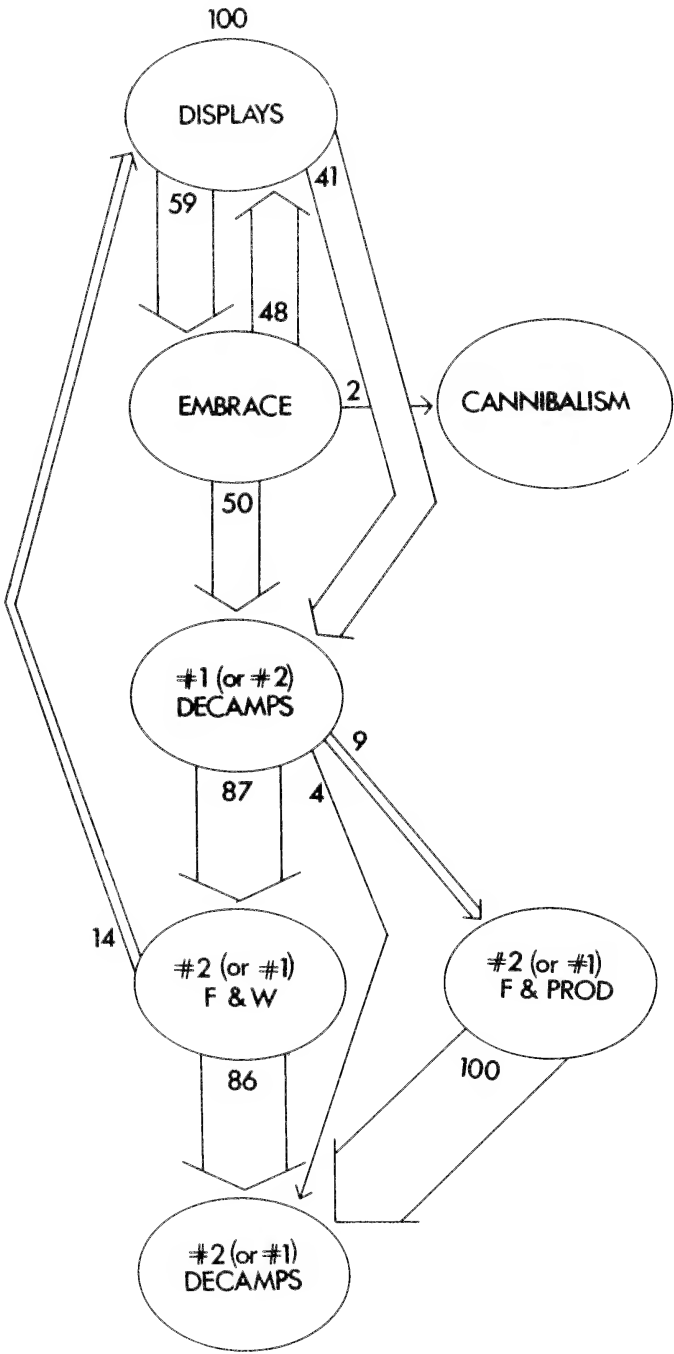 100
DISPLAYS
59
41
48
EMBRACE
2
CANNIBALISM
50
#1 (or #2)
DECAMPS
9
87
4
14
#2 (or #1)
F & W
#2 (or #1)
F & PROD
86
100
#2 (or #1)
DECAMPS